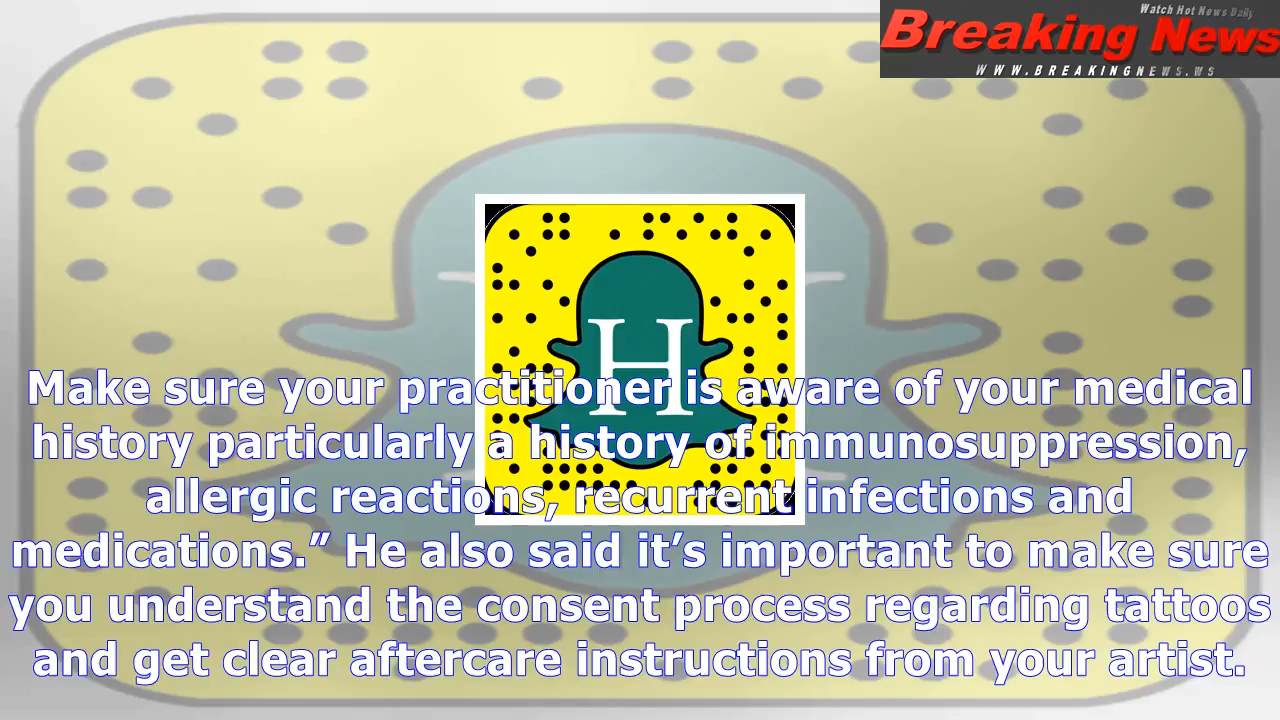 Watch Hot News Daily
Breaking News
WWW.BREAKINGNEWS.WS
H
Make sure your practitioner is aware of your medical
history particularly a history of immunosuppression,
allergic reactions, recurrent infections and
medications.” He also said it’s important to make sure
you understand the consent process regarding tattoos
and get clear aftercare instructions from your artist.